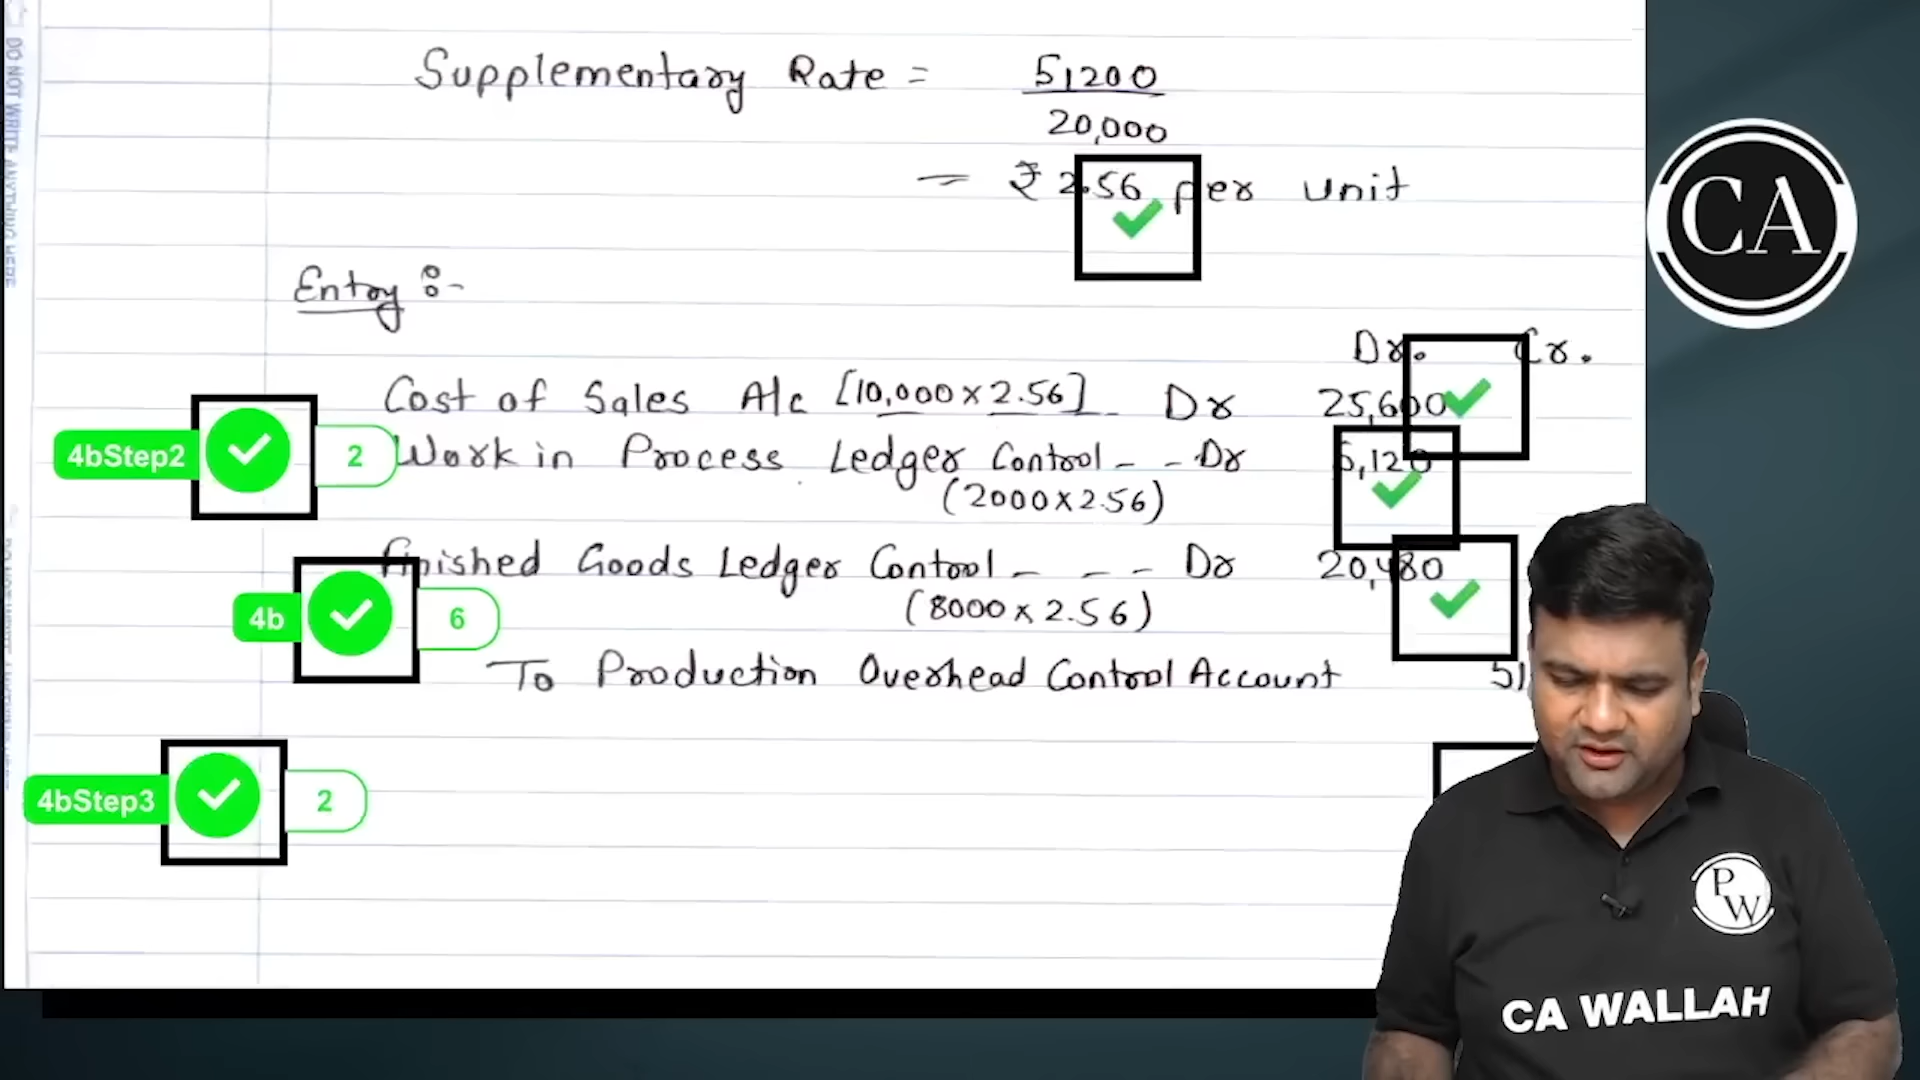 Supplementary Rate = 51,200
20,000
= ₹ 2.56 per unit
Entry :-
Dr. Cr.
Cost of Sales A/c [10,000 x 2.56] Dr 25,600
4bStep2 2 Work in Process Ledger Control - - Dr 5,120
(2000 x 2.56)
Finished Goods Ledger Control - - - Dr 20,480
(8000 x 2.56)
4b 6
To Production Overhead Control Account 51
4bStep3 2
CA
PW
CA WALLAH